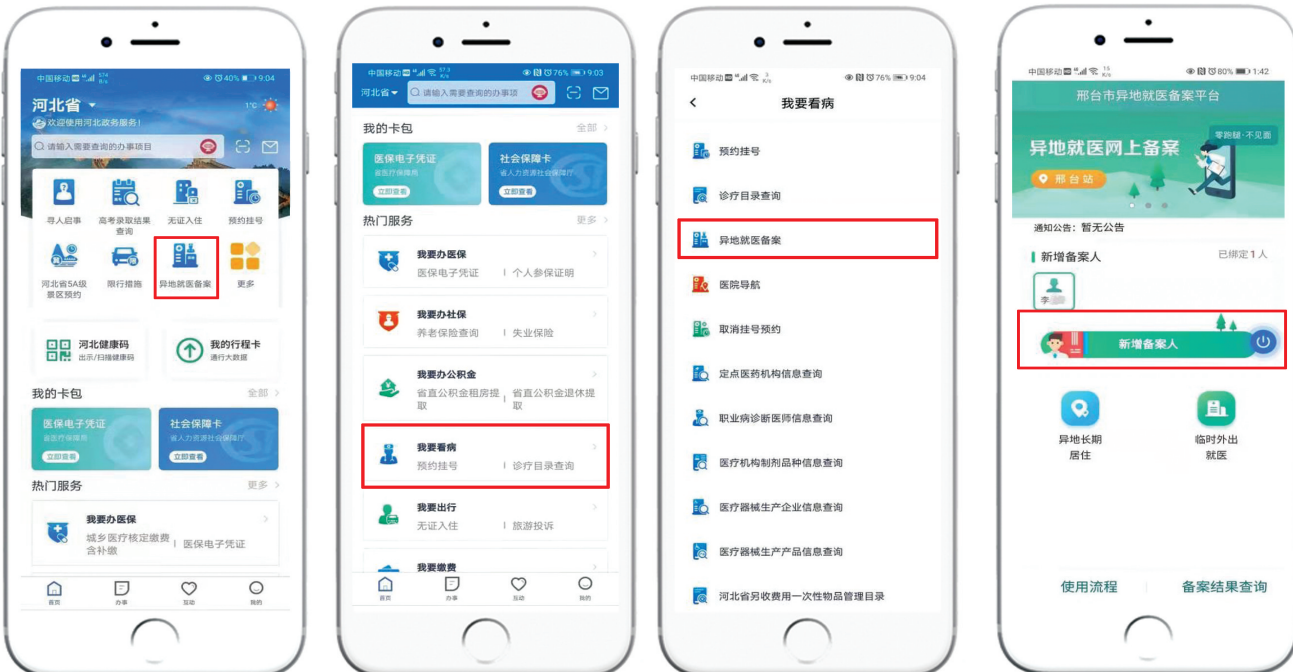 中国移动 HD 574 B/s 40% 9:04
河北省
1℃
欢迎使用河北政务服务！
请输入需要查询的办事项目
寻人启事
高考录取结果
查询
无证入住
预约挂号
河北省5A级
景区预约
限行措施
异地就医备案
更多
河北健康码
出示/扫描健康码
我的行程卡
通行大数据
我的卡包
全部
医保电子凭证
省医疗保障局
立即查看
社会保障卡
省人力资源社会保障厅
立即查看
热门服务
更多
我要办医保
城乡医疗核定缴费
含补缴
医保电子凭证
首页
办事
互动
我的
中国移动 HD 57.3 K/s 76% 9:03
河北省
请输入需要查询的办事项
我的卡包
全部
医保电子凭证
省医疗保障局
立即查看
社会保障卡
省人力资源社会保障厅
立即查看
热门服务
更多
我要办医保
医保电子凭证
个人参保证明
我要办社保
养老保险查询
失业保险
我要办公积金
省直公积金租房提
取
省直公积金退休提
取
我要看病
预约挂号
诊疗目录查询
我要出行
无证入住
旅游投诉
我要缴费
首页
办事
互动
我的
中国移动 HD 3 K/s 76% 9:04
我要看病
预约挂号
诊疗目录查询
异地就医备案
医院导航
取消挂号预约
定点医药机构信息查询
职业病诊断医师信息查询
医疗机构制剂品种信息查询
医疗器械生产企业信息查询
医疗器械生产产品信息查询
河北省另收费用一次性物品管理目录
中国移动 HD 15 K/s 80% 1:42
邢台市异地就医备案平台
零跑腿·不见面
异地就医网上备案
邢台站
通知公告：暂无公告
新增备案人
已绑定1人
李
新增备案人
异地长期
居住
临时外出
就医
使用流程
备案结果查询